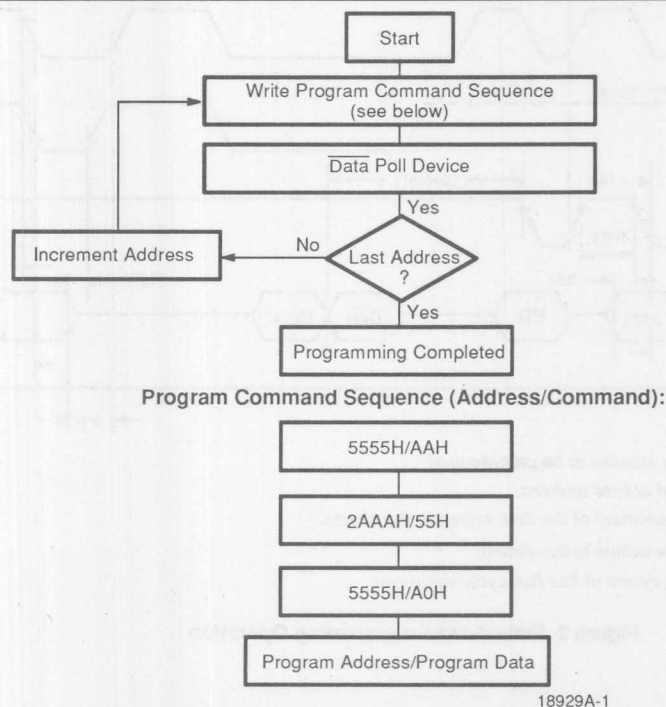 Start
Write Program Command Sequence
(see below)
Data Poll Device
Yes
No
Increment Address
Last Address
?
Yes
Programming Completed
Program Command Sequence (Address/Command):
5555H/AAH
2AAAH/55H
5555H/A0H
Program Address/Program Data
18929A-1